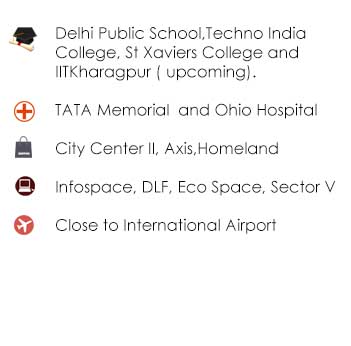 Delhi Public School,Techno India
College, St Xaviers College and
IITKharagpur ( upcoming).
TATA Memorial and Ohio Hospital
City Center II, Axis,Homeland
Infospace, DLF, Eco Space, Sector V
Close to International Airport